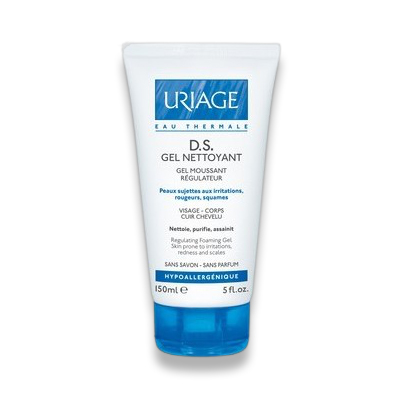 URIAGE
EAU THERMALE
D.S.
GEL NETTOYANT
GEL MOUSSANT
RÉGULATEUR
Peaux sujettes aux irritations,
rougeurs, squames
VISAGE - CORPS
CUIR CHEVELU
Nettoie, purifie, assainit
Regulating Foaming Gel
Skin prone to irritations,
redness and scales
SANS SAVON - SANS PARFUM
HYPOALLERGÉNIQUE
150ml e 5 fl.oz.